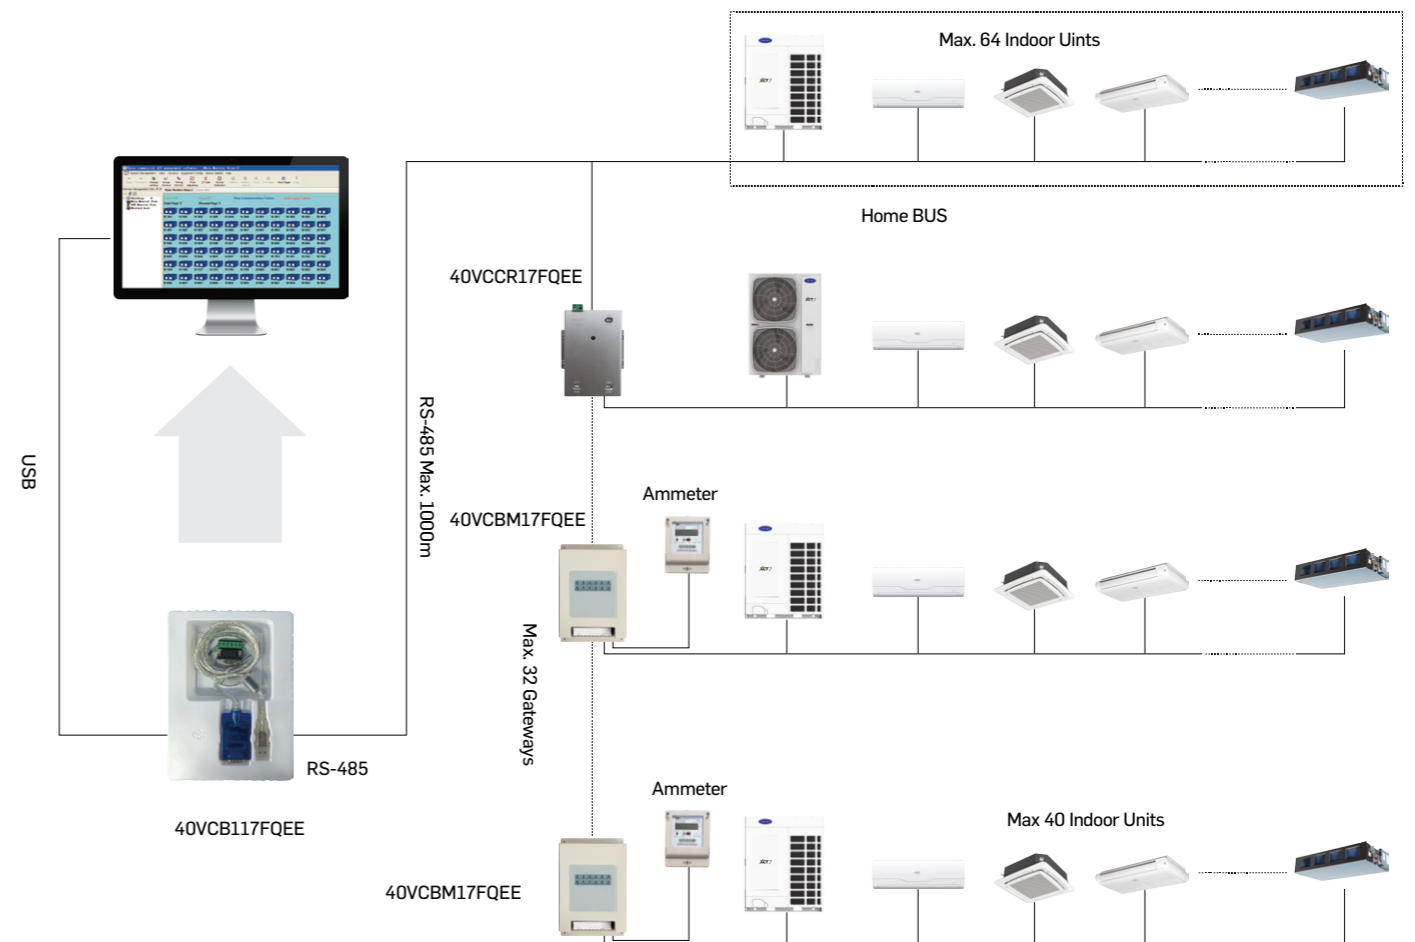 Max. 64 Indoor Uints
Home BUS
40VCCR17FQEE
USB
RS-485 Max. 1000m
Ammeter
40VCBM17FQEE
Max. 32 Gateways
RS-485
40VCB117FQEE
Ammeter
Max 40 Indoor Units
40VCBM17FQEE